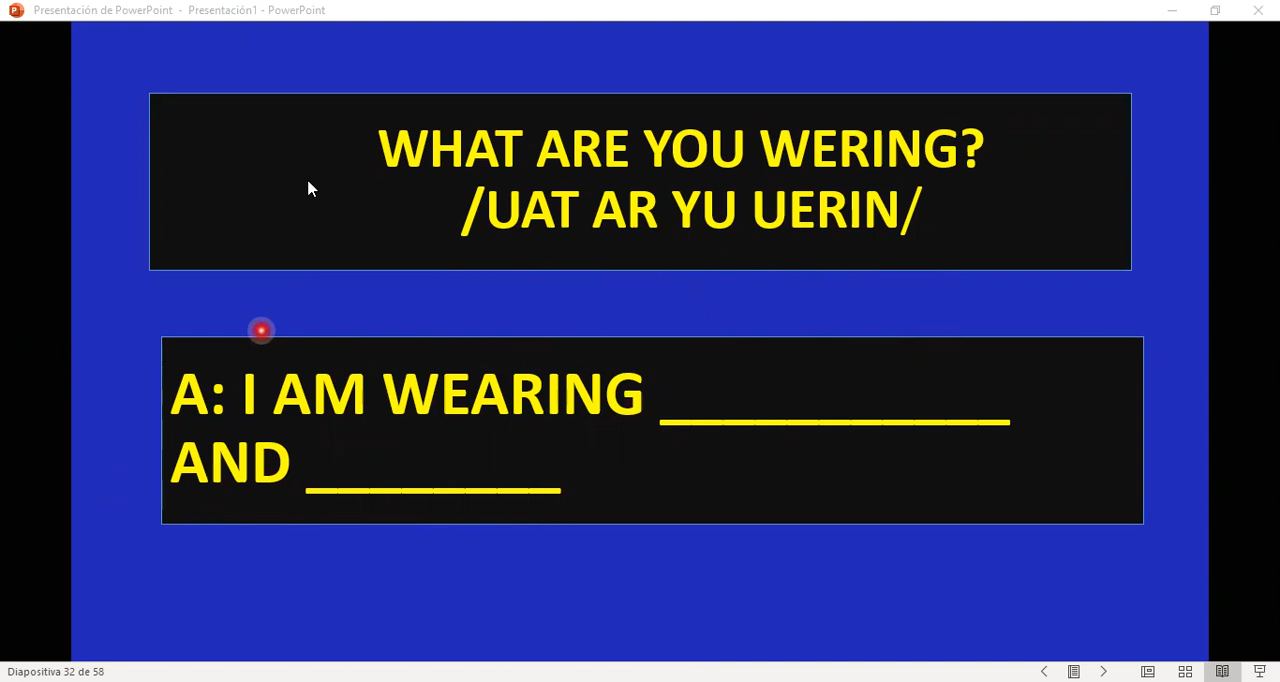 Presentación de PowerPoint - Presentación1 - PowerPoint
WHAT ARE YOU WERING?
/UAT AR YU UERIN/
A: I AM WEARING ___________
AND ________
Diapositiva 32 de 58